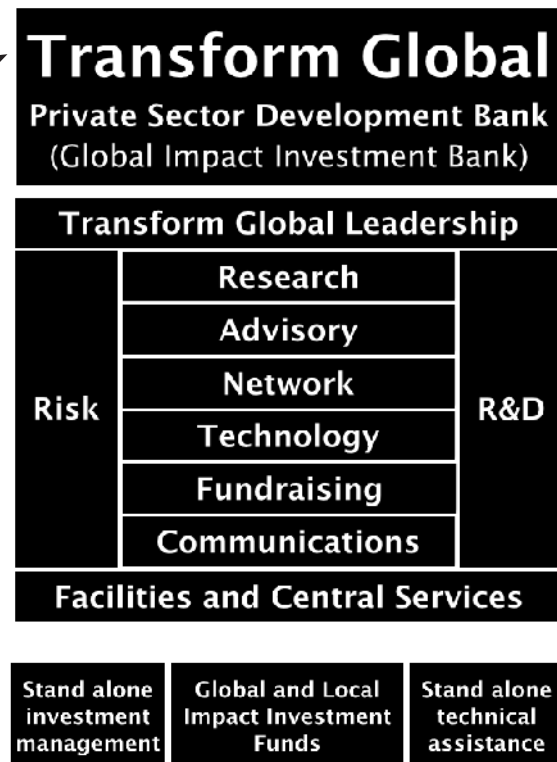 Transform Global
Private Sector Development Bank
(Global Impact Investment Bank)
Transform Global Leadership
Risk
Research
Advisory
Network
Technology
Fundraising
Communications
R&D
Facilities and Central Services
Stand alone
investment
management
Global and Local
Impact Investment
Funds
Stand alone
technical
assistance